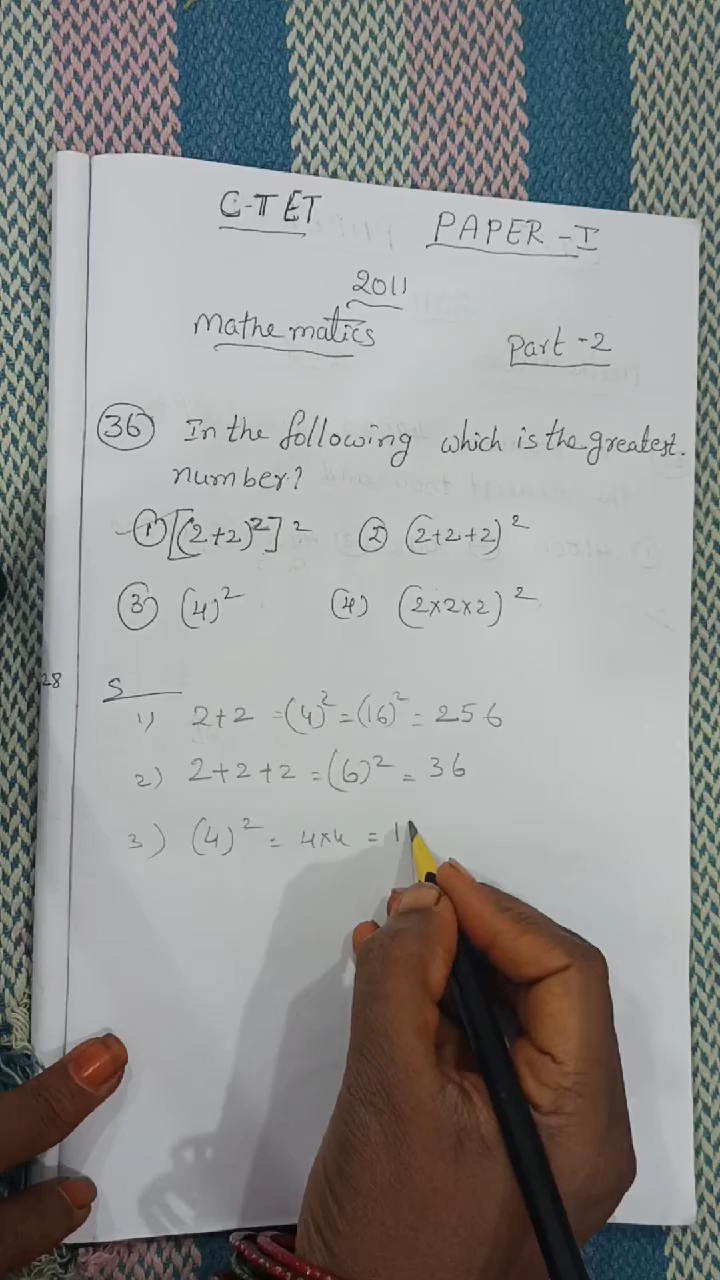 C-TET PAPER-I
2011
Mathematics Part-2
36 In the following which is the greatest.
number?
1) [(2+2)²]² 2) (2+2+2)²
3) (4)² (4) (2×2×2)²
28
S
1) 2+2 =(4)²=(16)²=256
2) 2+2+2=(6)²=36
3) (4)²= 4×4 = 1